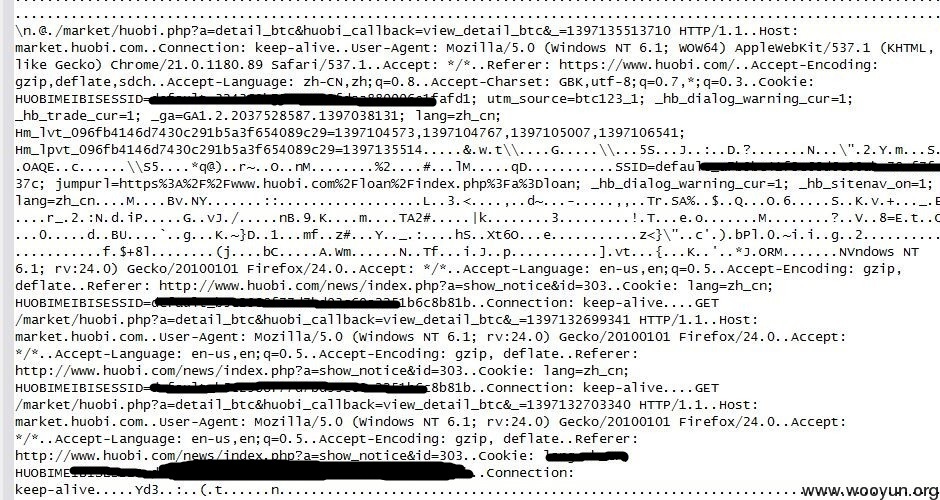 \n.@./market/huobi.php?a=detail_btc&huobi_callback=view_detail_btc&_=1397135513710 HTTP/1.1..Host:
market.huobi.com..Connection: keep-alive..User-Agent: Mozilla/5.0 (Windows NT 6.1; WOW64) AppleWebKit/537.1 (KHTML,
like Gecko) Chrome/21.0.1180.89 Safari/537.1..Accept: */*..Referer: https://www.huobi.com/..Accept-Encoding:
gzip,deflate,sdch..Accept-Language: zh-CN,zh;q=0.8..Accept-Charset: GBK,utf-8;q=0.7,*;q=0.3..Cookie:
HUOBIMEIBISESSID= fafd1; utm_source=btc123_1; _hb_dialog_warning_cur=1;
_hb_trade_cur=1; _ga=GA1.2.2037528587.1397038131; lang=zh_cn;
Hm_lvt_096fb4146d7430c291b5a3f654089c29=1397104573,1397104767,1397105007,1397106541;
Hm_lpvt_096fb4146d7430c291b5a3f654089c29=1397135514.....&.w.t\\....G.....\\....5S...J..:..D.?.......N...\".2.Y.m...S.
.OAQE..c.....\\S5....*q@)..r~..O..nM........%2....#...lM.....qD............SSID=defaul
37c; jumpurl=https%3A%2F%2Fwww.huobi.com%2Floan%2Findex.php%3Fa%3Dloan; _hb_dialog_warning_cur=1; _hb_sitenav_on=1;
lang=zh_cn....M....Bv.NY......::...............L..3.<....,..d~...-.....,,..Tr.SA%..$..Q...O.6.....S..K.v.+..._.E
....r_.2.:N.d.iP.....G..vJ./.....nB.9.K....m....TA2#.....|k........3..........!.T...e.o.......M........?..V..8=E.t..
...0.....d..BU....`..g...K.~}D..1...mf..z#...Y.._.:....hS..Xt6O...e...............z<}\"..c'.).bPl.0.~i.i..g..2......
............f.$+8l.......(j....bC.....A.Wm.....N..Tf...i.J..p............].vt...{...K..'..*J.ORM.......NVndows NT
6.1; rv:24.0) Gecko/20100101 Firefox/24.0..Accept: */*..Accept-Language: en-us,en;q=0.5..Accept-Encoding: gzip,
deflate..Referer: http://www.huobi.com/news/index.php?a=show_notice&id=303..Cookie: lang=zh_cn;
HUOBIMEIBISESSID= 1b6c8b81b..Connection: keep-alive....GET
/market/huobi.php?a=detail_btc&huobi_callback=view_detail_btc&_=1397132699341 HTTP/1.1..Host:
market.huobi.com..User-Agent: Mozilla/5.0 (Windows NT 6.1; rv:24.0) Gecko/20100101 Firefox/24.0..Accept:
*/*..Accept-Language: en-us,en;q=0.5..Accept-Encoding: gzip, deflate..Referer:
http://www.huobi.com/news/index.php?a=show_notice&id=303..Cookie: lang=zh_cn;
HUOBIMEIBISESSID= 8b81b..Connection: keep-alive....GET
/market/huobi.php?a=detail_btc&huobi_callback=view_detail_btc&_=1397132703340 HTTP/1.1..Host:
market.huobi.com..User-Agent: Mozilla/5.0 (Windows NT 6.1; rv:24.0) Gecko/20100101 Firefox/24.0..Accept:
*/*..Accept-Language: en-us,en;q=0.5..Accept-Encoding: gzip, deflate..Referer:
http://www.huobi.com/news/index.php?a=show_notice&id=303..Cookie:
HUOBIME ..Connection:
keep-alive.....Yd3..:..(.t.......n
www.wooyun.org